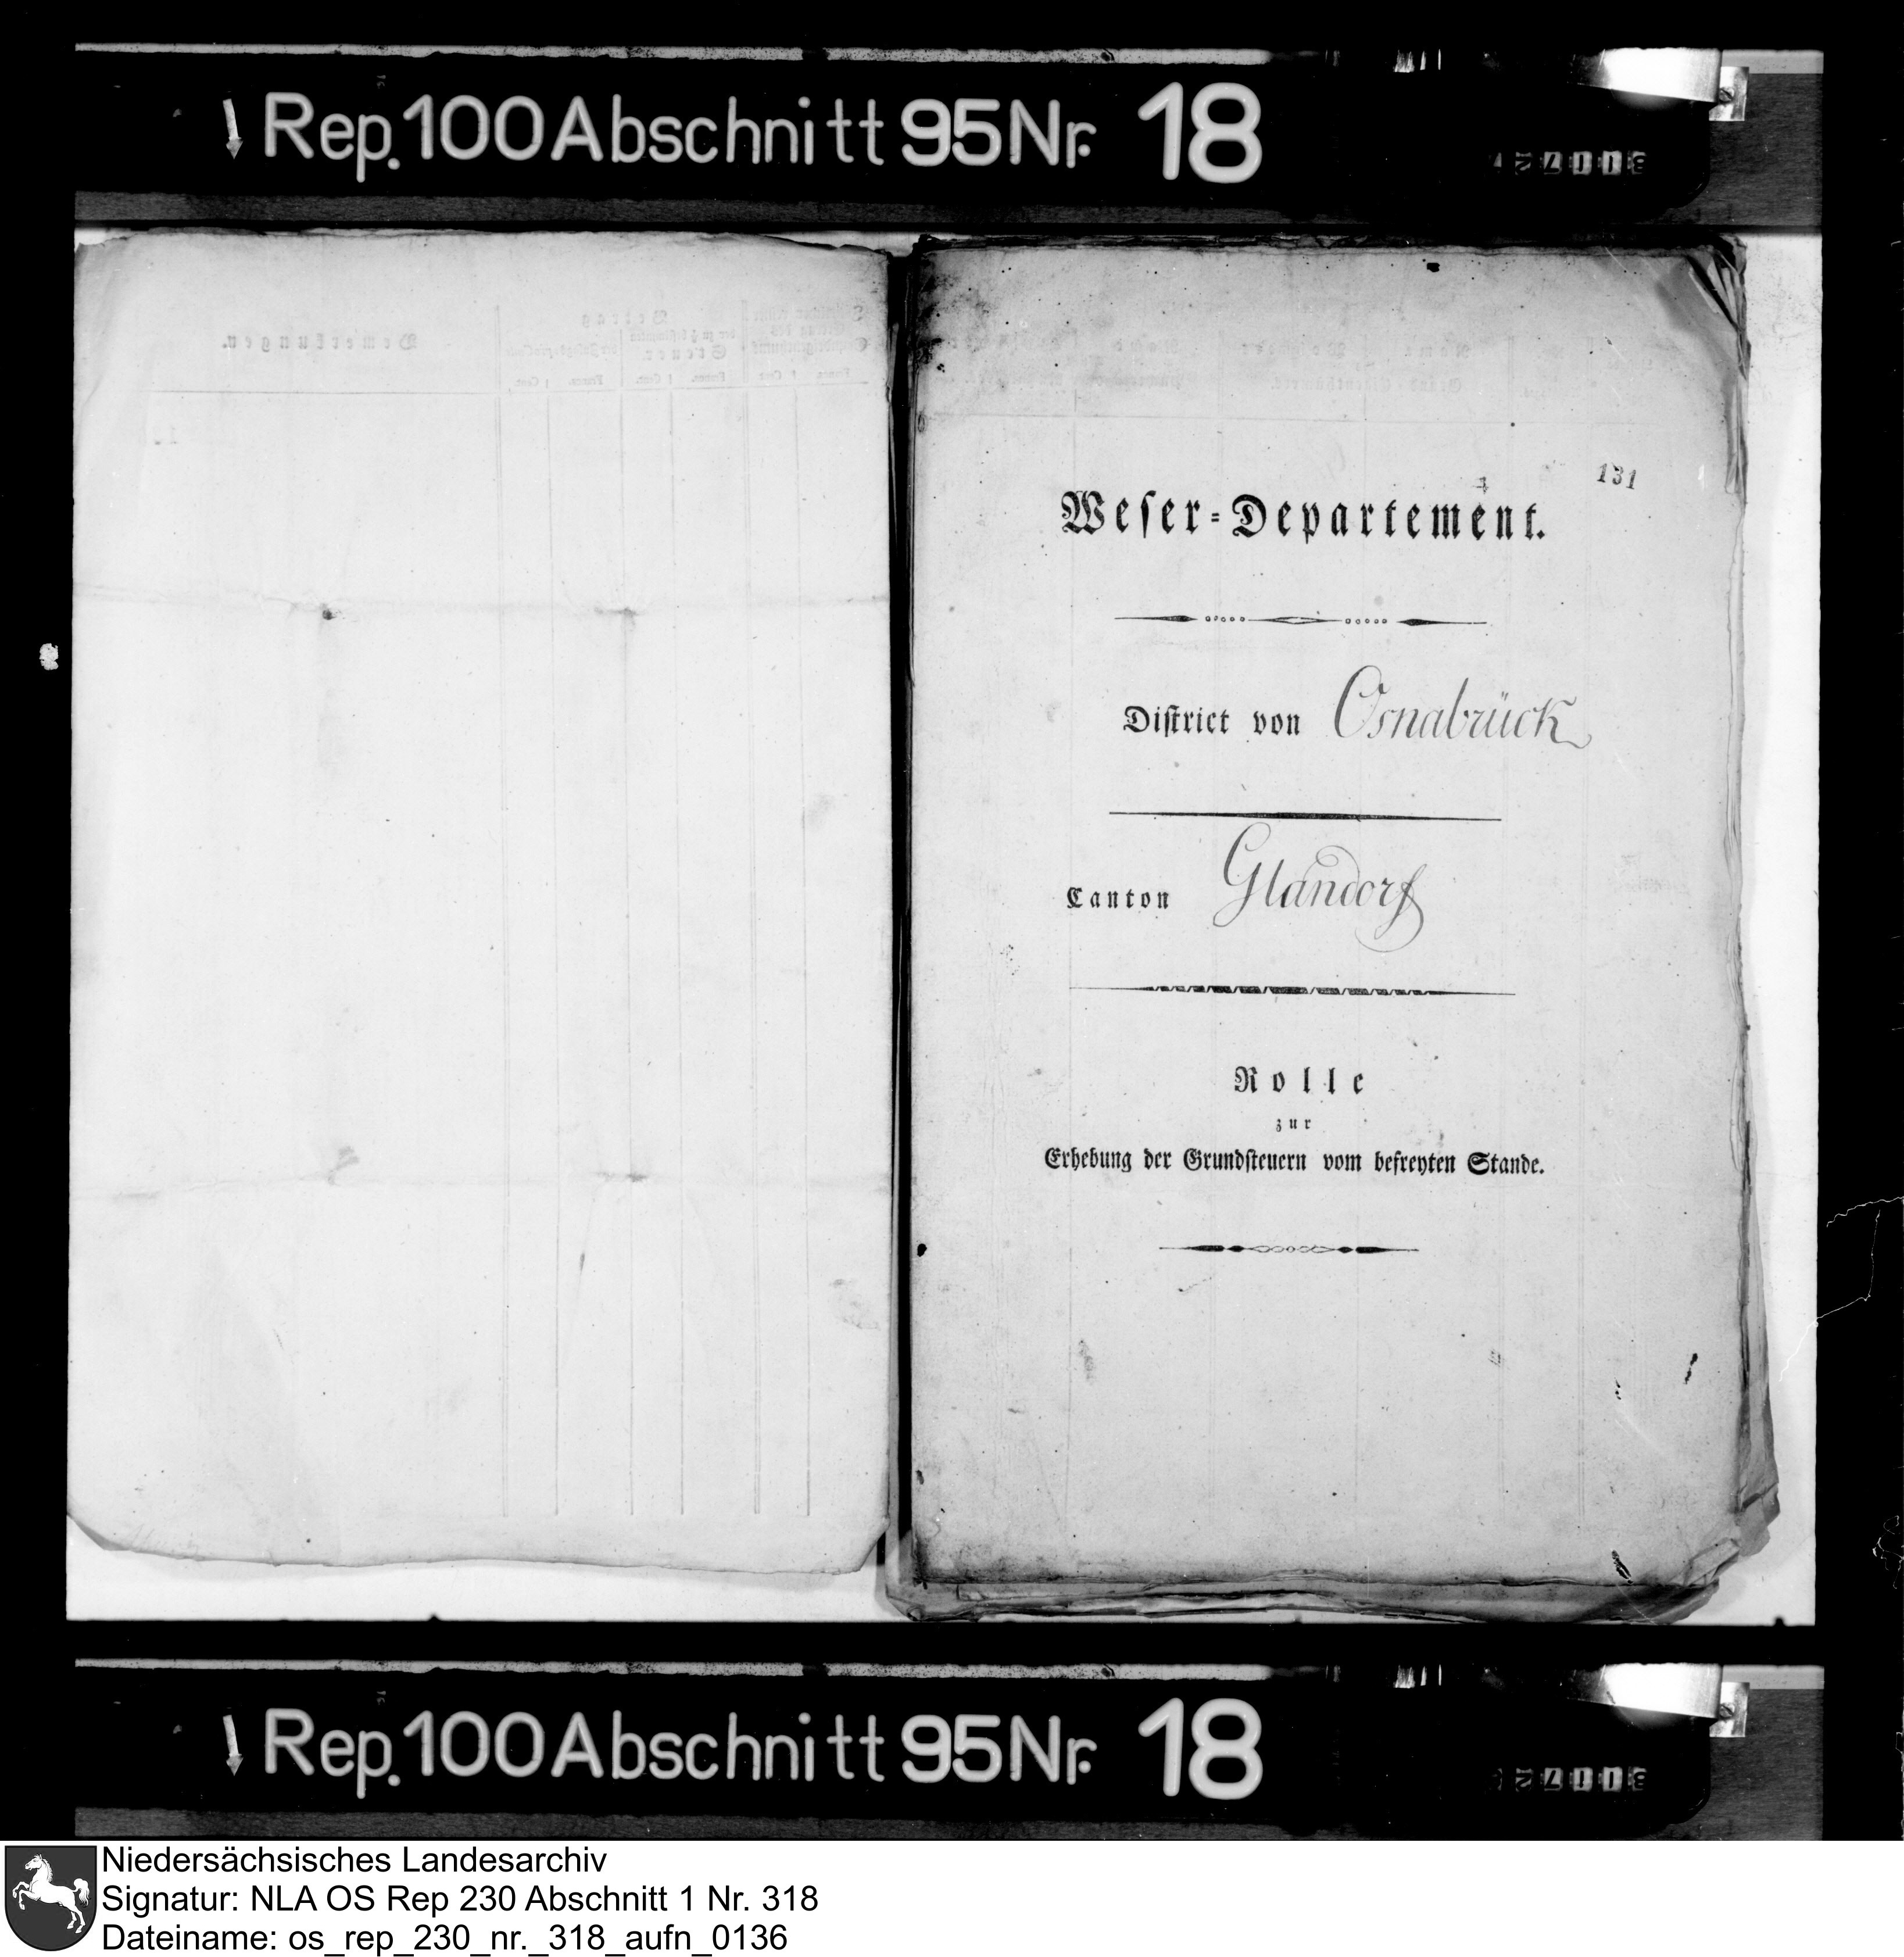 Rep. 100 Abschnitt 95 Nr. 18
131
Weſer-Departement.
Diſtrict von Osnabrück
Canton Glandorf
Rolle
zur
Erhebung der Grundſteuern vom befreyten Stande.
Rep. 100 Abschnitt 95 Nr. 18
Niedersächsisches Landesarchiv
Signatur: NLA OS Rep 230 Abschnitt 1 Nr. 318
Dateiname: os_rep_230_nr._318_aufn_0136